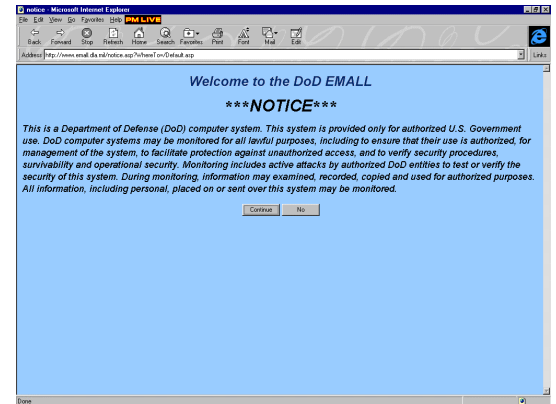 notice - Microsoft Internet Explorer
File Edit View Go Favorites Help PM LIVE
Back Forward Stop Refresh Home Search Favorites Print Font Mail Edit
Address http://www.emall.dla.mil/notice.asp?whereTo=/Default.asp Links
Welcome to the DoD EMALL
***NOTICE***
This is a Department of Defense (DoD) computer system. This system is provided only for authorized U.S. Government
use. DoD computer systems may be monitored for all lawful purposes, including to ensure that their use is authorized, for
management of the system, to facilitate protection against unauthorized access, and to verify security procedures,
survivability and operational security. Monitoring includes active attacks by authorized DoD entities to test or verify the
security of this system. During monitoring, information may examined, recorded, copied and used for authorized purposes.
All information, including personal, placed on or sent over this system may be monitored.
Continue No
Done